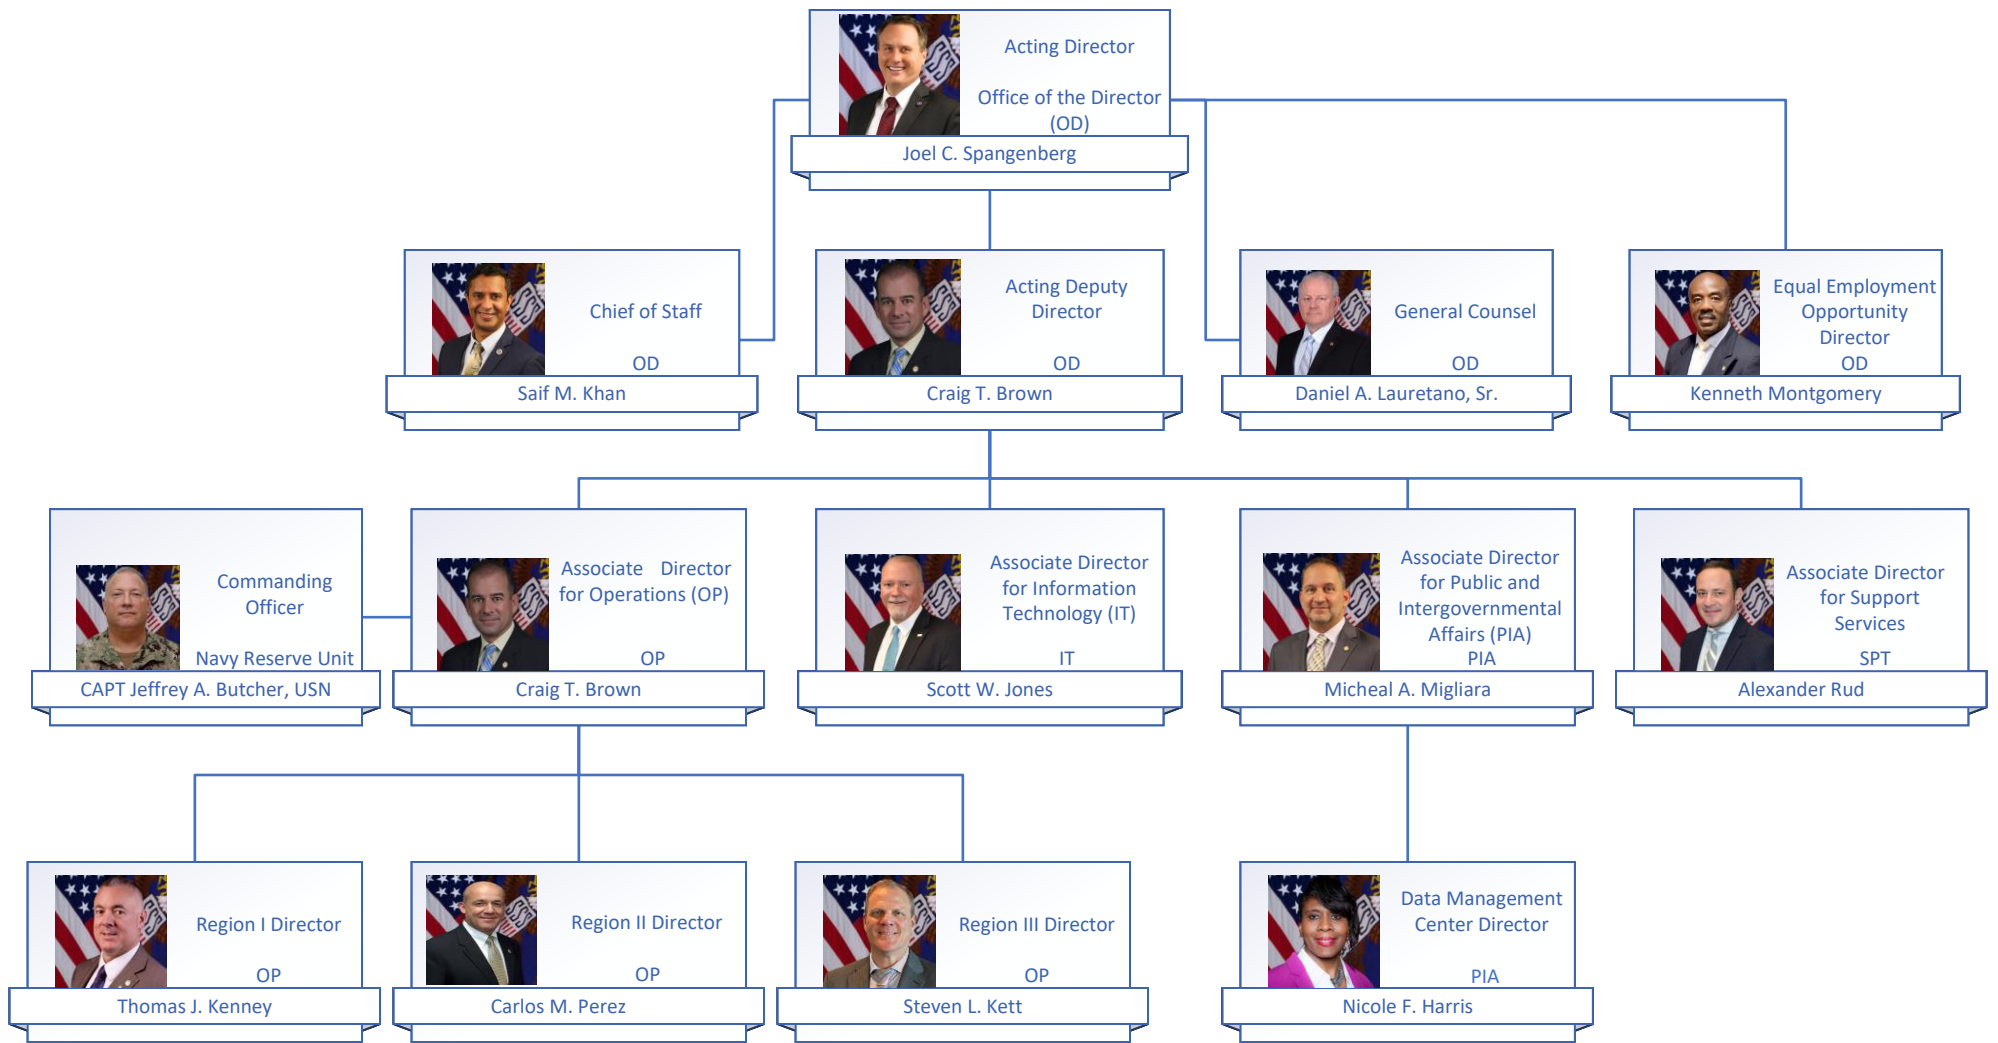 Acting Director
Office of the Director
(OD)
Joel C. Spangenberg
Chief of Staff
OD
Saif M. Khan
Acting Deputy
Director
OD
Craig T. Brown
General Counsel
OD
Daniel A. Lauretano, Sr.
Equal Employment
Opportunity
Director
OD
Kenneth Montgomery
Commanding
Officer
Navy Reserve Unit
CAPT Jeffrey A. Butcher, USN
Associate Director
for Operations (OP)
OP
Craig T. Brown
Associate Director
for Information
Technology (IT)
IT
Scott W. Jones
Associate Director
for Public and
Intergovernmental
Affairs (PIA)
PIA
Micheal A. Migliara
Associate Director
for Support
Services
SPT
Alexander Rud
Region I Director
OP
Thomas J. Kenney
Region II Director
OP
Carlos M. Perez
Region III Director
OP
Steven L. Kett
Data Management
Center Director
PIA
Nicole F. Harris